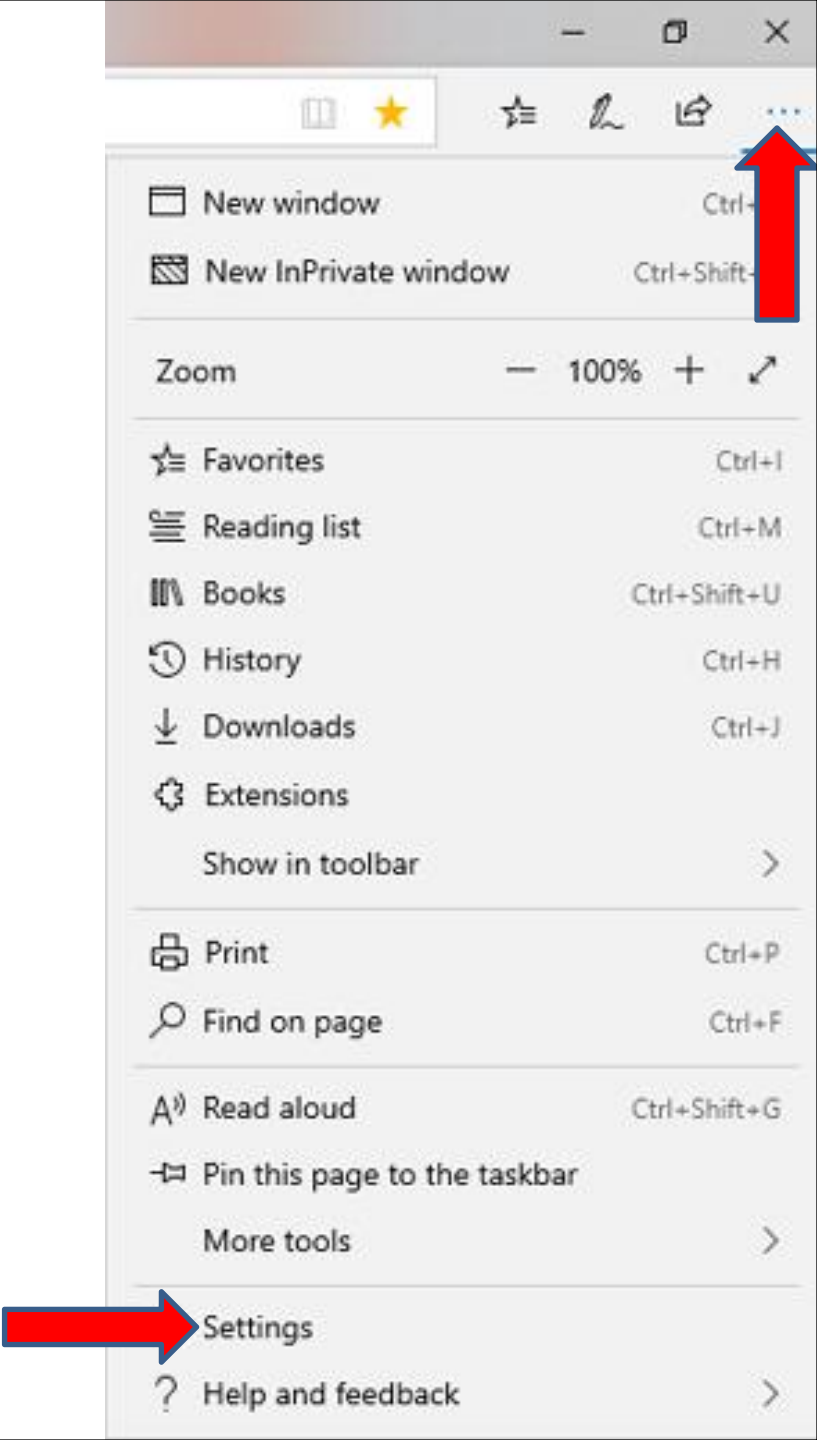 New window Ctrl+
New InPrivate window Ctrl+Shift+
Zoom — 100% +
Favorites Ctrl+I
Reading list Ctrl+M
Books Ctrl+Shift+U
History Ctrl+H
Downloads Ctrl+J
Extensions
Show in toolbar
Print Ctrl+P
Find on page Ctrl+F
Read aloud Ctrl+Shift+G
Pin this page to the taskbar
More tools
Settings
? Help and feedback